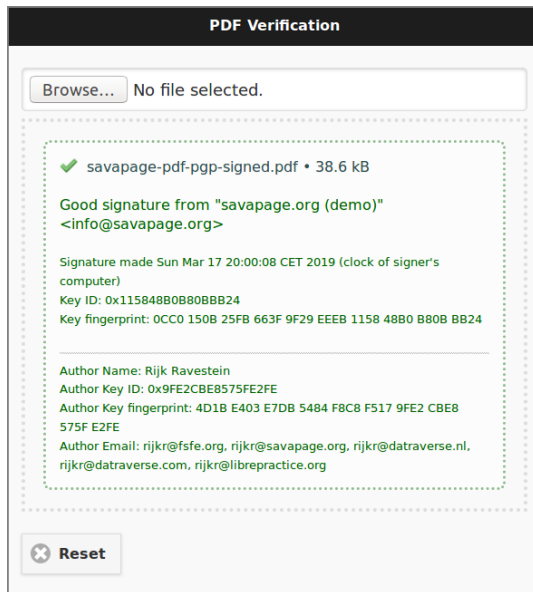 PDF Verification
Browse... No file selected.
savapage-pdf-pgp-signed.pdf • 38.6 kB
Good signature from "savapage.org (demo)"
<info@savapage.org>
Signature made Sun Mar 17 20:00:08 CET 2019 (clock of signer's
computer)
Key ID: 0x115848B0B80BBB24
Key fingerprint: 0CC0 150B 25FB 663F 9F29 EEEB 1158 48B0 B80B BB24
Author Name: Rijk Ravestein
Author Key ID: 0x9FE2CBE8575FE2FE
Author Key fingerprint: 4D1B E403 E7DB 5484 F8C8 F517 9FE2 CBE8
575F E2FE
Author Email: rijkr@fsfe.org, rijkr@savapage.org, rijkr@datraverse.nl,
rijkr@datraverse.com, rijkr@librepractice.org
Reset